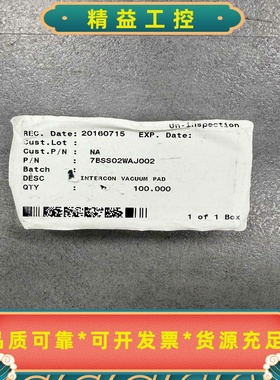 精益工控
Un-Inspection
REC. Date: 20160715 EXP. Date:
Cust.Lot :
Cust.P/N : NA
P/N : 7BSS02WAJ002
Batch :
DESC INTERCON VACUUM PAD
QTY : 100.000
1 of 1 Box
品质品可靠*可开发票*货源充足